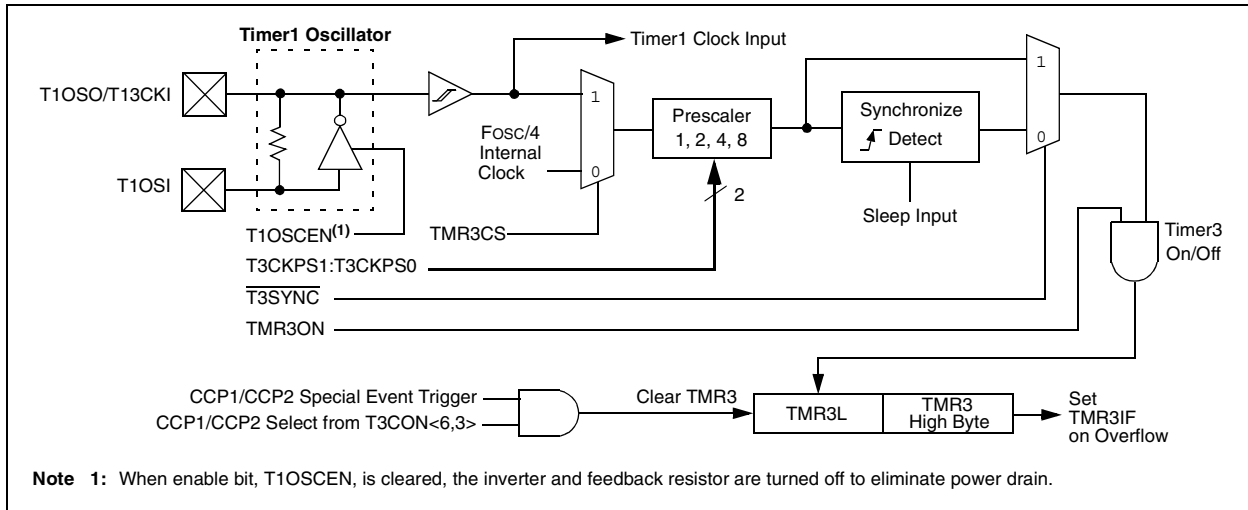 Timer1 Oscillator
Timer1 Clock Input
T1OSO/T13CKI
1
FOSC/4
Internal
Clock
0
Prescaler
1, 2, 4, 8
Synchronize
Detect
1
0
2
T1OSI
Sleep Input
T1OSCEN(1)
TMR3CS
Timer3
On/Off
T3CKPS1:T3CKPS0
T3SYNC
TMR3ON
CCP1/CCP2 Special Event Trigger
CCP1/CCP2 Select from T3CON<6,3>
Clear TMR3
TMR3L
TMR3
High Byte
Set
TMR3IF
on Overflow
Note 1: When enable bit, T1OSCEN, is cleared, the inverter and feedback resistor are turned off to eliminate power drain.